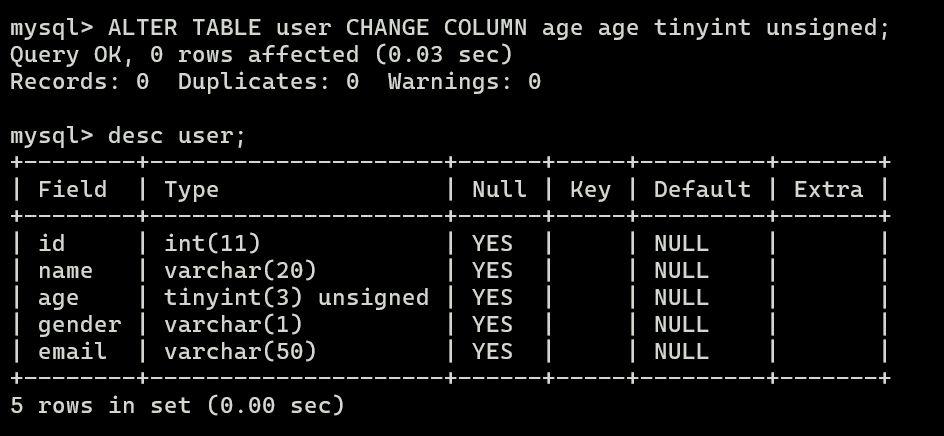 mysql> ALTER TABLE user CHANGE COLUMN age age tinyint unsigned;
Query OK, 0 rows affected (0.03 sec)
Records: 0  Duplicates: 0  Warnings: 0

mysql> desc user;
+--------+---------------------+------+-----+---------+-------+
| Field  | Type                | Null | Key | Default | Extra |
+--------+---------------------+------+-----+---------+-------+
| id     | int(11)             | YES  |     | NULL    |       |
| name   | varchar(20)         | YES  |     | NULL    |       |
| age    | tinyint(3) unsigned | YES  |     | NULL    |       |
| gender | varchar(1)          | YES  |     | NULL    |       |
| email  | varchar(50)         | YES  |     | NULL    |       |
+--------+---------------------+------+-----+---------+-------+
5 rows in set (0.00 sec)